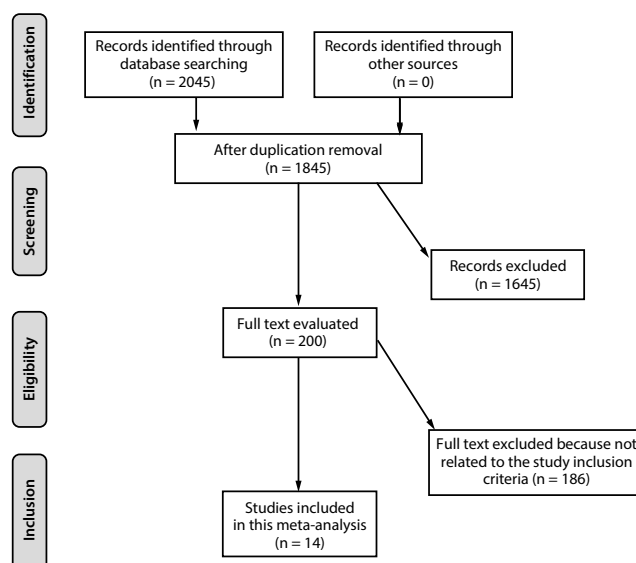 Identification
Records identified through
database searching
(n = 2045)
Records identified through
other sources
(n = 0)
After duplication removal
(n = 1845)
Screening
Records excluded
(n = 1645)
Eligibility
Full text evaluated
(n = 200)
Full text excluded because not
related to the study inclusion
criteria (n = 186)
Inclusion
Studies included
in this meta-analysis
(n = 14)